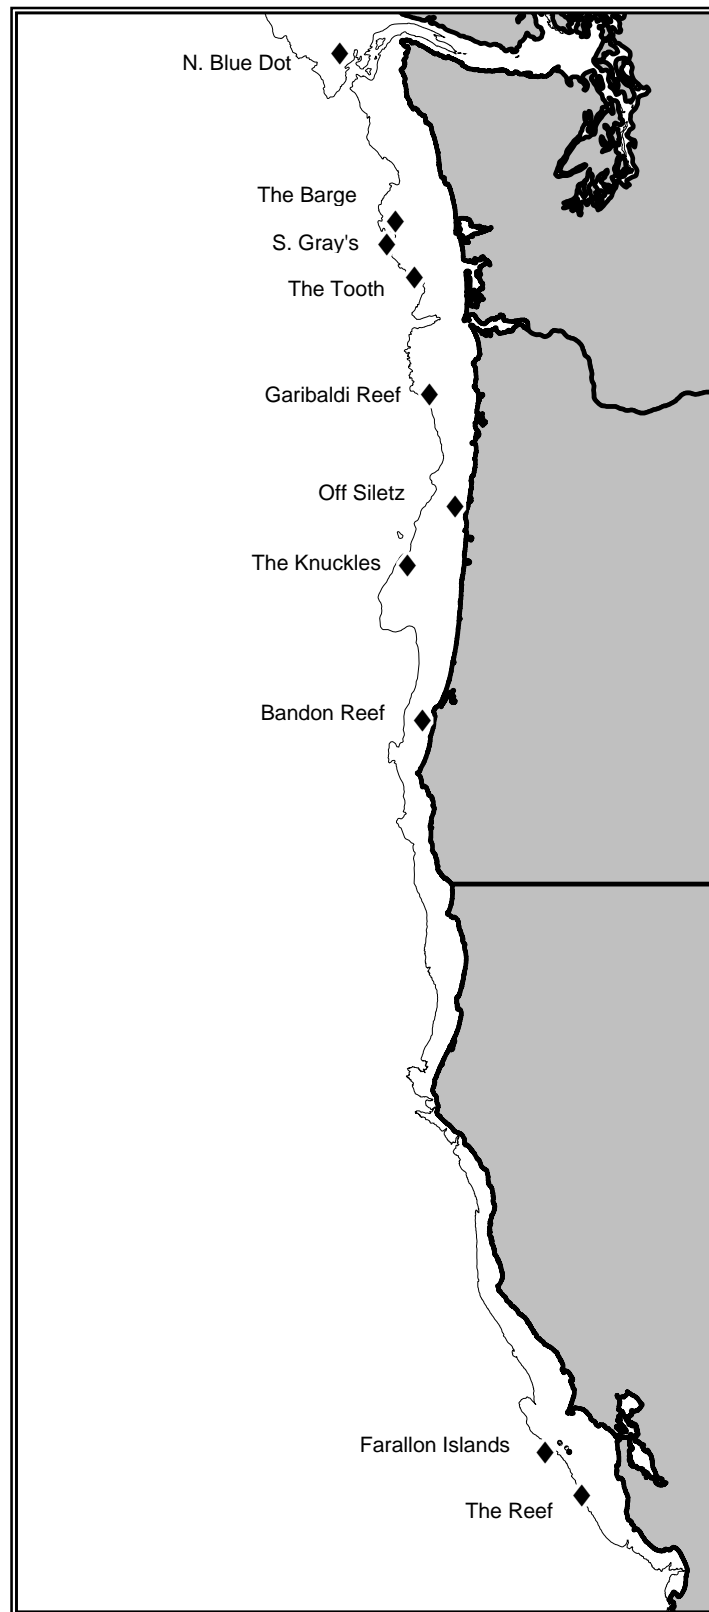 N. Blue Dot
The Barge
S. Gray's
The Tooth
Garibaldi Reef
Off Siletz
The Knuckles
Bandon Reef
Farallon Islands
The Reef